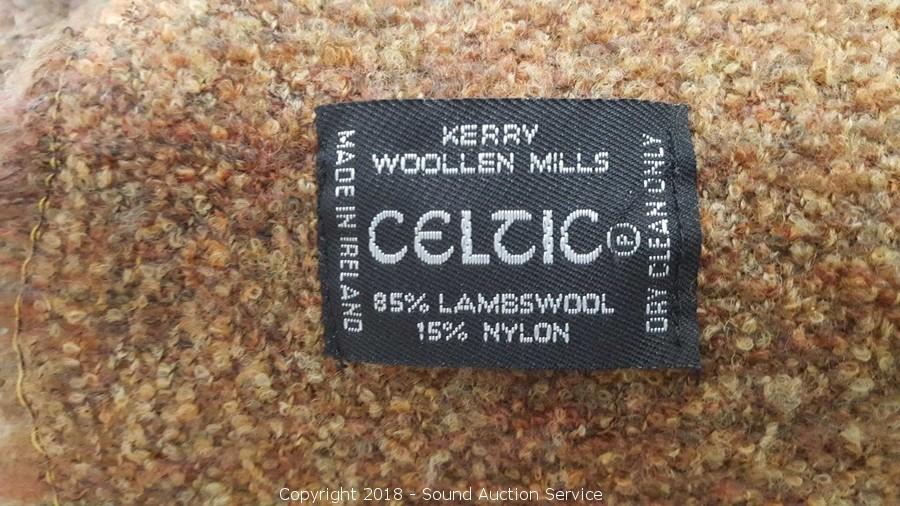 KERRY
WOOLLEN MILLS
MADE IN IRELAND
CELTIC P
85% LAMBSWOOL
15% NYLON
DRY CLEAN ONLY
Copyright 2018 - Sound Auction Service